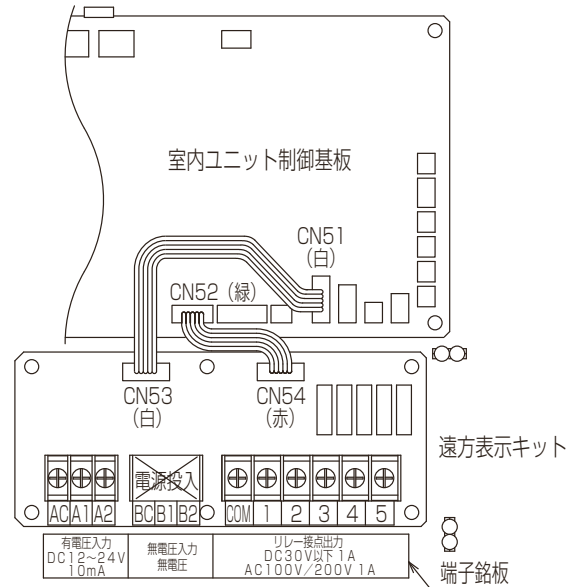 室内ユニット制御基板
CN51
(白)
CN52 (緑)
CN53
(白)
CN54
(赤)
遠方表示キット
電源投入
AC A1 A2 BC B1 B2 COM 1 2 3 4 5
有電圧入力
DC12~24V
10mA
無電圧入力
無電圧
リレー接点出力
DC30V以下 1A
AC100V/200V 1A
端子銘板